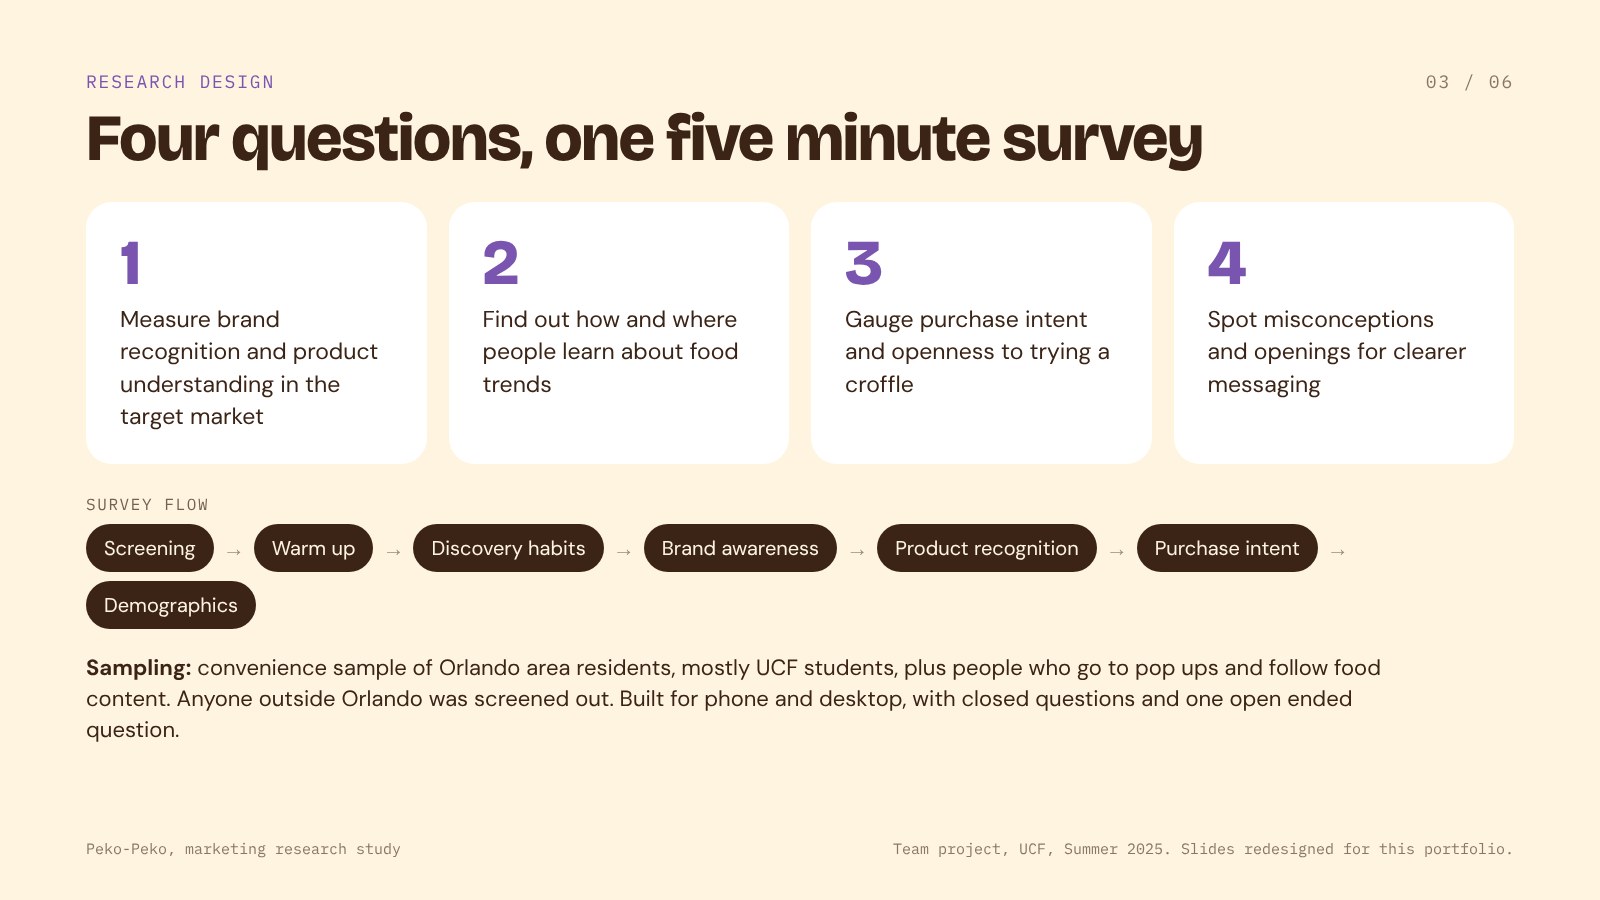 RESEARCH DESIGN
03 / 06
Four questions, one five minute survey
1
Measure brand
recognition and product
understanding in the
target market
2
Find out how and where
people learn about food
trends
3
Gauge purchase intent
and openness to trying a
croffle
4
Spot misconceptions
and openings for clearer
messaging
SURVEY FLOW
Screening → Warm up → Discovery habits → Brand awareness → Product recognition → Purchase intent →
Demographics
Sampling: convenience sample of Orlando area residents, mostly UCF students, plus people who go to pop ups and follow food
content. Anyone outside Orlando was screened out. Built for phone and desktop, with closed questions and one open ended
question.
Peko-Peko, marketing research study
Team project, UCF, Summer 2025. Slides redesigned for this portfolio.